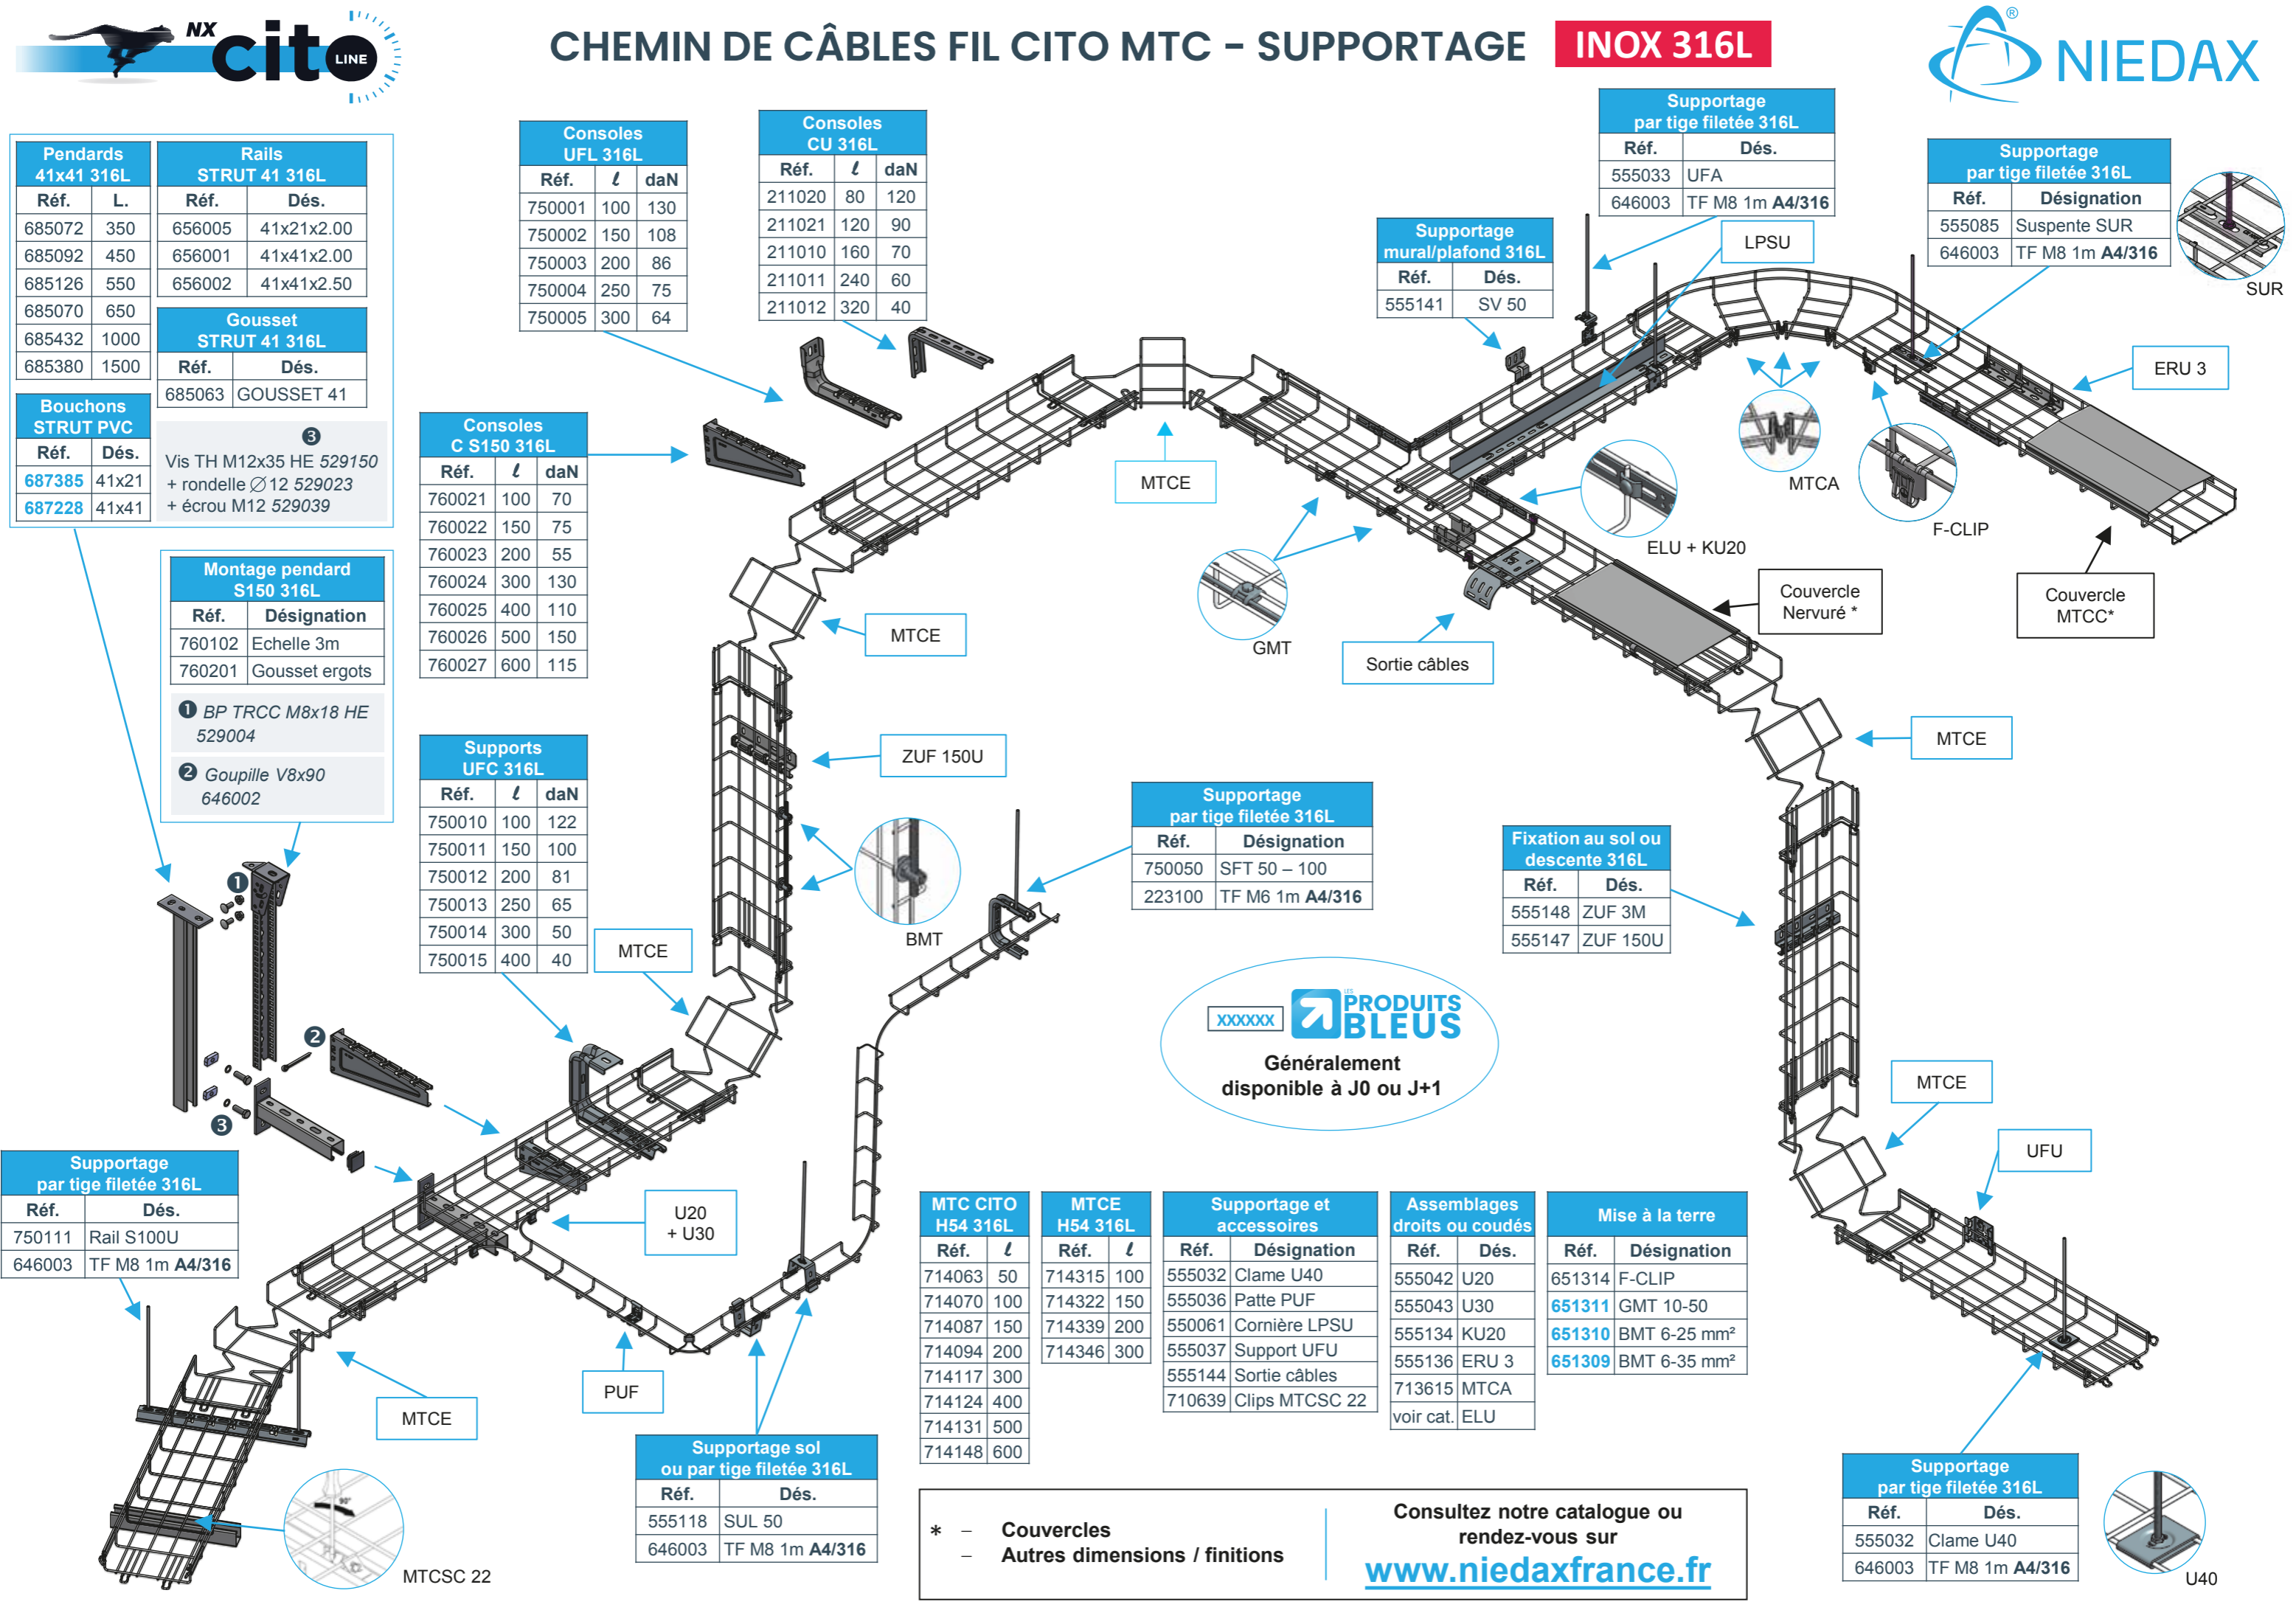 NX
cito
LINE
CHEMIN DE CÂBLES FIL CITO MTC – SUPPORTAGE
INOX 316L
®
NIEDAX
Pendards
41x41 316L
Réf. L.
685072 350
685092 450
685126 550
685070 650
685432 1000
685380 1500
Rails
STRUT 41 316L
Réf. Dés.
656005 41x21x2.00
656001 41x41x2.00
656002 41x41x2.50
Gousset
STRUT 41 316L
Réf. Dés.
685063 GOUSSET 41
Bouchons
STRUT PVC
Réf. Dés.
687385 41x21
687228 41x41
❸
Vis TH M12x35 HE 529150
+ rondelle ∅ 12 529023
+ écrou M12 529039
Montage pendard
S150 316L
Réf. Désignation
760102 Echelle 3m
760201 Gousset ergots
❶ BP TRCC M8x18 HE
529004
❷ Goupille V8x90
646002
Consoles
UFL 316L
Réf. ℓ daN
750001 100 130
750002 150 108
750003 200 86
750004 250 75
750005 300 64
Consoles
CU 316L
Réf. ℓ daN
211020 80 120
211021 120 90
211010 160 70
211011 240 60
211012 320 40
Consoles
C S150 316L
Réf. ℓ daN
760021 100 70
760022 150 75
760023 200 55
760024 300 130
760025 400 110
760026 500 150
760027 600 115
Supports
UFC 316L
Réf. ℓ daN
750010 100 122
750011 150 100
750012 200 81
750013 250 65
750014 300 50
750015 400 40
Supportage
mural/plafond 316L
Réf. Dés.
555141 SV 50
Supportage
par tige filetée 316L
Réf. Dés.
555033 UFA
646003 TF M8 1m A4/316
LPSU
Supportage
par tige filetée 316L
Réf. Désignation
555085 Suspente SUR
646003 TF M8 1m A4/316
SUR
ERU 3
MTCA
F-CLIP
ELU + KU20
MTCE
GMT
Sortie câbles
Couvercle
Nervuré *
Couvercle
MTCC*
MTCE
MTCE
ZUF 150U
BMT
MTCE
Supportage
par tige filetée 316L
Réf. Désignation
750050 SFT 50 – 100
223100 TF M6 1m A4/316
Fixation au sol ou
descente 316L
Réf. Dés.
555148 ZUF 3M
555147 ZUF 150U
xxxxxx
LES
PRODUITS
BLEUS
Généralement
disponible à J0 ou J+1
MTCE
UFU
❶
❷
❸
Supportage
par tige filetée 316L
Réf. Dés.
750111 Rail S100U
646003 TF M8 1m A4/316
U20
+ U30
PUF
MTCE
90°
MTCSC 22
Supportage sol
ou par tige filetée 316L
Réf. Dés.
555118 SUL 50
646003 TF M8 1m A4/316
MTC CITO
H54 316L
Réf. ℓ
714063 50
714070 100
714087 150
714094 200
714117 300
714124 400
714131 500
714148 600
MTCE
H54 316L
Réf. ℓ
714315 100
714322 150
714339 200
714346 300
Supportage et
accessoires
Réf. Désignation
555032 Clame U40
555036 Patte PUF
550061 Cornière LPSU
555037 Support UFU
555144 Sortie câbles
710639 Clips MTCSC 22
Assemblages
droits ou coudés
Réf. Dés.
555042 U20
555043 U30
555134 KU20
555136 ERU 3
713615 MTCA
voir cat. ELU
Mise à la terre
Réf. Désignation
651314 F-CLIP
651311 GMT 10-50
651310 BMT 6-25 mm²
651309 BMT 6-35 mm²
Supportage
par tige filetée 316L
Réf. Dés.
555032 Clame U40
646003 TF M8 1m A4/316
U40
* – Couvercles
– Autres dimensions / finitions
Consultez notre catalogue ou
rendez-vous sur
www.niedaxfrance.fr